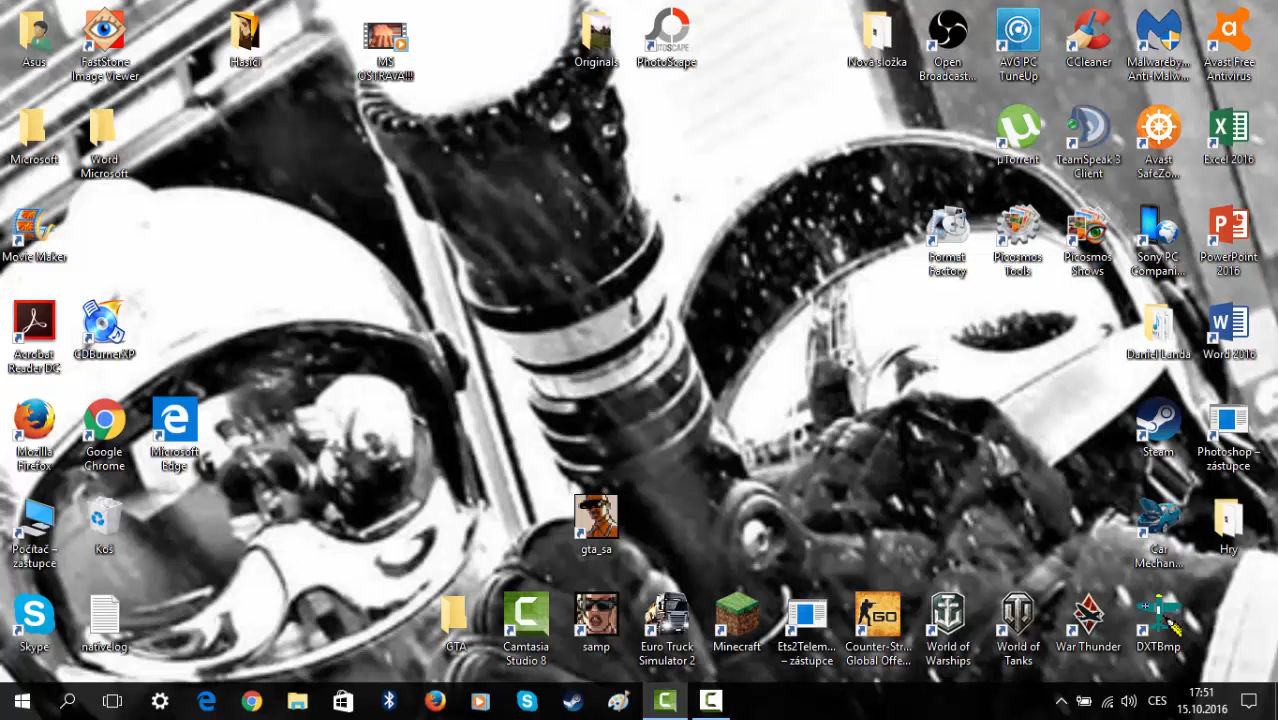 Asus
FastStone
Image Viewer
Hasiči
MS
OSTRAVA!!!
Originals
PhotoScape
Nová složka
Open
Broadcast...
AVG PC
TuneUp
CCleaner
Malwareby...
Anti-Malw...
Avast Free
Antivirus
Microsoft
Word
Microsoft
µTorrent
TeamSpeak 3
Client
Avast
SafeZo...
Excel 2016
Movie Maker
Format
Factory
Picosmos
Tools
Picosmos
Shows
Sony PC
Compani...
PowerPoint
2016
Acrobat
Reader DC
CDBurnerXP
Daniel Landa
Word 2016
Mozilla
Firefox
Google
Chrome
Microsoft
Edge
Steam
Photoshop –
zástupce
Počítač –
zástupce
Koš
gta_sa
Car
Mechan...
Hry
Skype
nativelog
GTA
Camtasia
Studio 8
samp
Euro Truck
Simulator 2
Minecraft
Ets2Telem...
– zástupce
Counter-Str...
Global Offe...
World of
Warships
World of
Tanks
War Thunder
DXTBmp
CES
17:51
15.10.2016